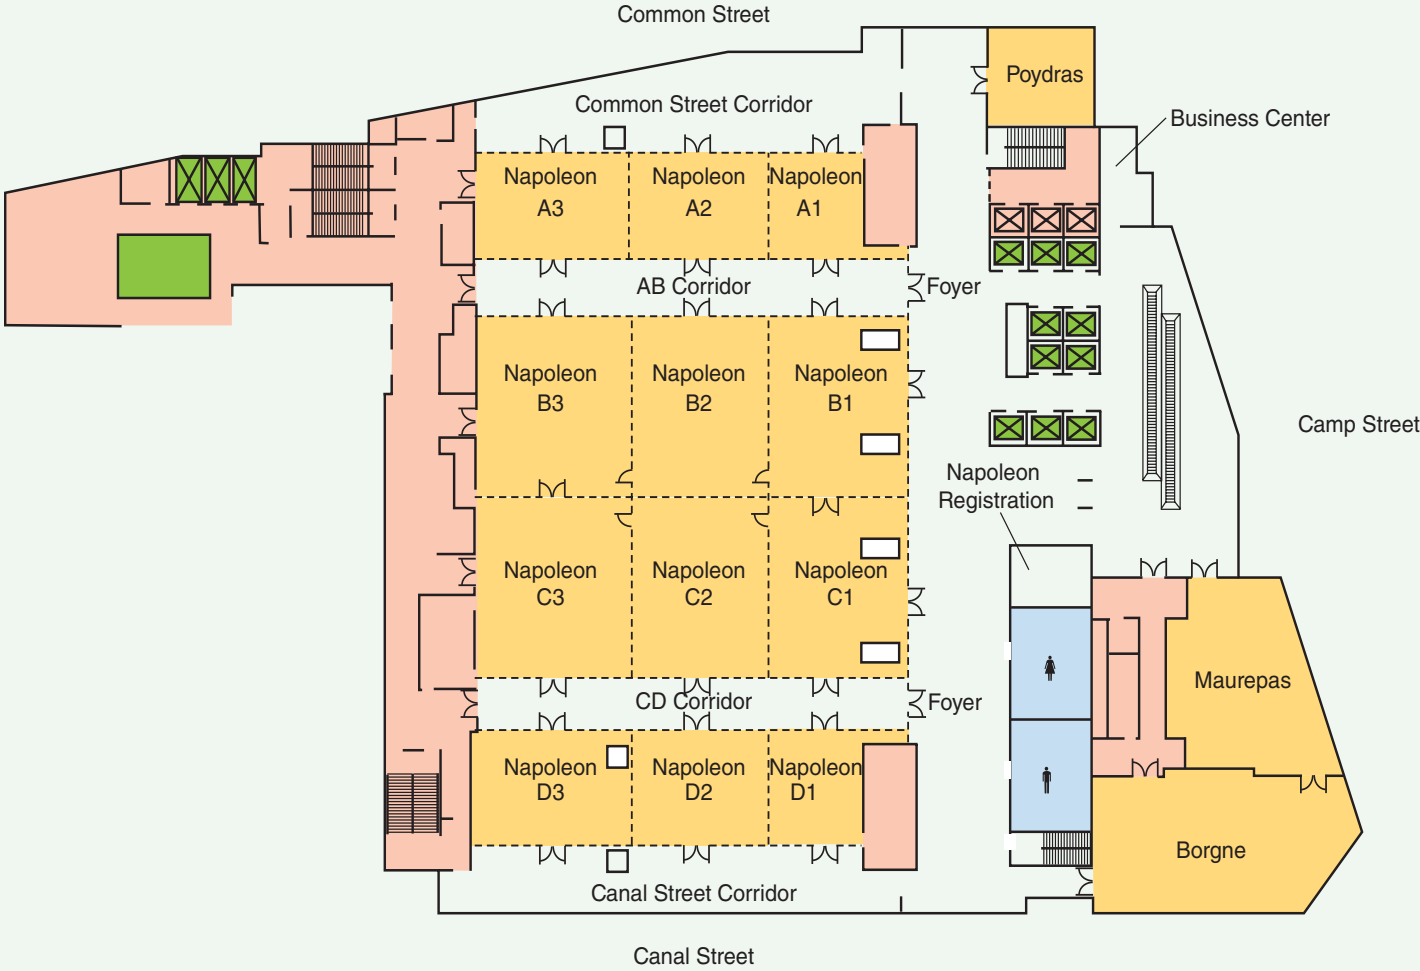 Common Street
Poydras
Common Street Corridor
Business Center
Napoleon
A3
Napoleon
A2
Napoleon
A1
AB Corridor
Foyer
Napoleon
B3
Napoleon
B2
Napoleon
B1
Camp Street
Napoleon
Registration
Napoleon
C3
Napoleon
C2
Napoleon
C1
Maurepas
CD Corridor
Foyer
Napoleon
D3
Napoleon
D2
Napoleon
D1
Borgne
Canal Street Corridor
Canal Street